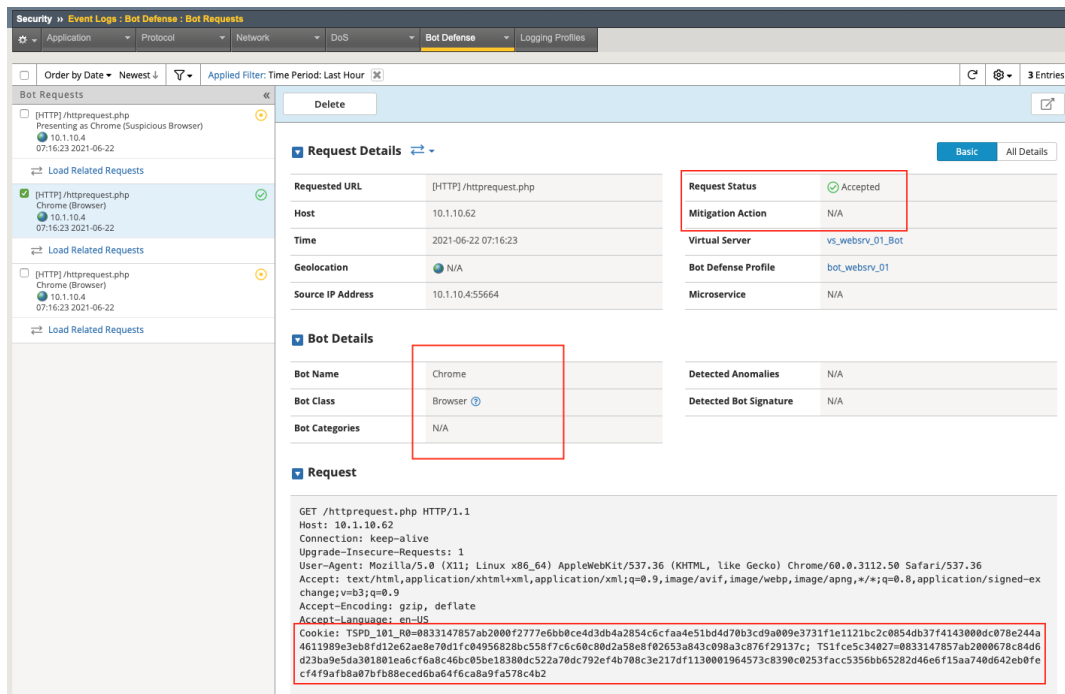 Security ›› Event Logs : Bot Defense : Bot Requests
Application Protocol Network DoS Bot Defense Logging Profiles
Order by Date Newest ↓ Applied Filter: Time Period: Last Hour 3 Entries
Bot Requests «
[HTTP] /httprequest.php
Presenting as Chrome (Suspicious Browser)
10.1.10.4
07:16:23 2021-06-22
Load Related Requests
[HTTP] /httprequest.php
Chrome (Browser)
10.1.10.4
07:16:23 2021-06-22
Load Related Requests
[HTTP] /httprequest.php
Chrome (Browser)
10.1.10.4
07:16:23 2021-06-22
Load Related Requests
Delete
Request Details
Basic All Details
Requested URL [HTTP] /httprequest.php
Host 10.1.10.62
Time 2021-06-22 07:16:23
Geolocation N/A
Source IP Address 10.1.10.4:55664
Request Status Accepted
Mitigation Action N/A
Virtual Server vs_websrv_01_Bot
Bot Defense Profile bot_websrv_01
Microservice N/A
Bot Details
Bot Name Chrome
Bot Class Browser
Bot Categories N/A
Detected Anomalies N/A
Detected Bot Signature N/A
Request
GET /httprequest.php HTTP/1.1
Host: 10.1.10.62
Connection: keep-alive
Upgrade-Insecure-Requests: 1
User-Agent: Mozilla/5.0 (X11; Linux x86_64) AppleWebKit/537.36 (KHTML, like Gecko) Chrome/60.0.3112.50 Safari/537.36
Accept: text/html,application/xhtml+xml,application/xml;q=0.9,image/avif,image/webp,image/apng,*/*;q=0.8,application/signed-ex
change;v=b3;q=0.9
Accept-Encoding: gzip, deflate
Accept-Language: en-US
Cookie: TSPD_101_R0=0833147857ab2000f2777e6bb0ce4d3db4a2854c6cfaa4e51bd4d70b3cd9a009e3731f1e1121bc2c0854db37f4143000dc078e244a
4611989e3eb8fd12e62ae8e70d1fc04956828bc558f7c6c60c80d2a58e8f02653a843c098a3c876f29137c; TS1fce5c34027=0833147857ab2000678c84d6
d23ba9e5da301801ea6cf6a8c46bc05be18380dc522a70dc792ef4b708c3e217df1130001964573c8390c0253facc5356bb65282d46e6f15aa740d642eb0fe
cf4f9afb8a07bfb88eced6ba64f6ca8a9fa578c4b2